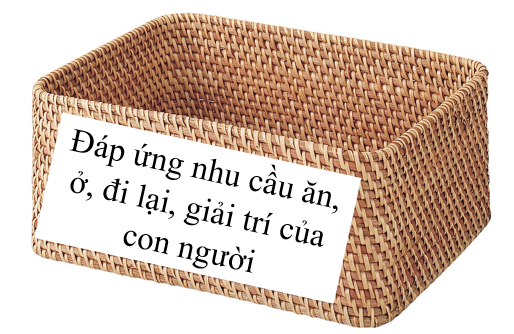 Đáp ứng nhu cầu ăn,
ở, đi lại, giải trí của
con người